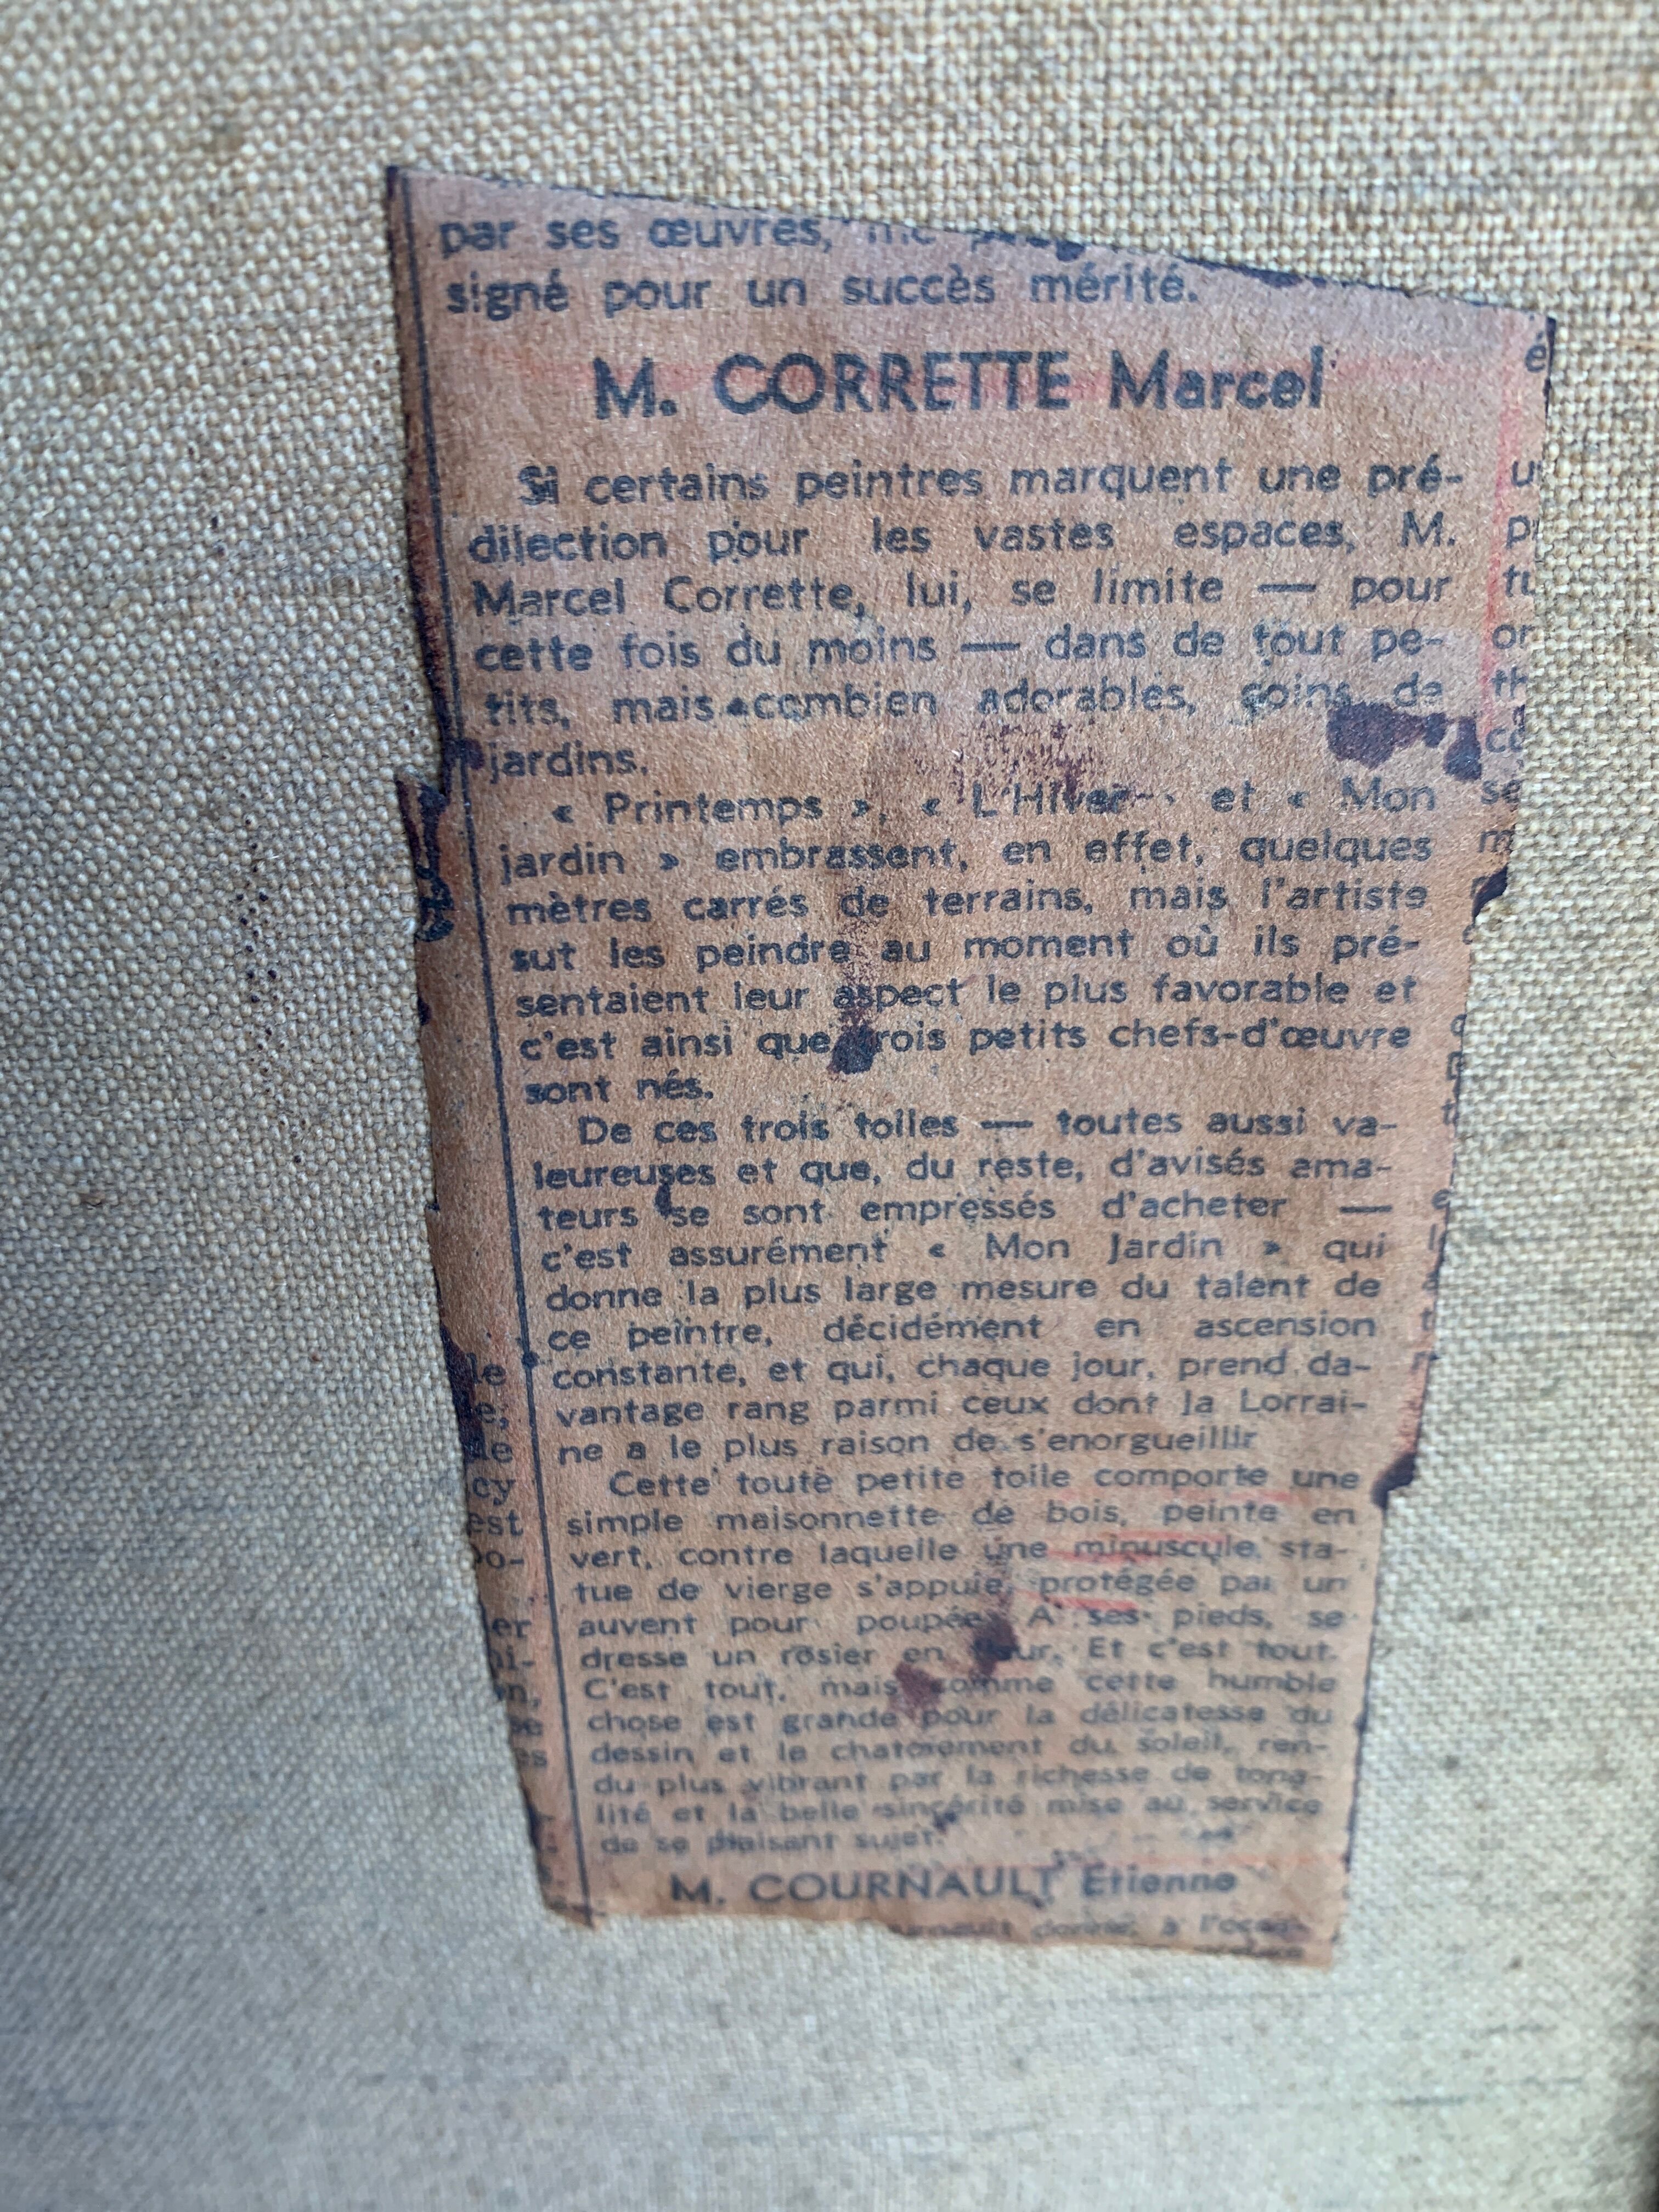 par ses œuvres,
signé pour un succès mérité.
M. CORRETTE Marcel
Si certains peintres marquent une pré-
dilection pour les vastes espaces, M.
Marcel Corrette, lui, se limite — pour
cette fois du moins — dans de tout pe-
tits, mais combien adorables, coins de
jardins.
« Printemps », « L'Hiver » et « Mon
jardin » embrassent, en effet, quelques
mètres carrés de terrains, mais l'artiste
sut les peindre au moment où ils pré-
sentaient leur aspect le plus favorable et
c'est ainsi que trois petits chefs-d'œuvre
sont nés.
De ces trois toiles — toutes aussi va-
leureuses et que, du reste, d'avisés ama-
teurs se sont empressés d'acheter —
c'est assurément « Mon Jardin » qui
donne la plus large mesure du talent de
ce peintre, décidément en ascension
constante, et qui, chaque jour, prend da-
vantage rang parmi ceux dont la Lorrai-
ne a le plus raison de s'enorgueillir
Cette toute petite toile comporte une
simple maisonnette de bois, peinte en
vert, contre laquelle une minuscule sta-
tue de vierge s'appuie, protégée par un
auvent pour poupée. A ses pieds, se
dresse un rosier en fleur. Et c'est tout.
C'est tout, mais comme cette humble
chose est grande pour la délicatesse du
dessin et le chatoiement du soleil, ren-
du plus vibrant par la richesse de tona-
lité et la belle sincérité mise au service
de se plaisant sujet.
M. COURNAULT Etienne
donne, à l'occa-